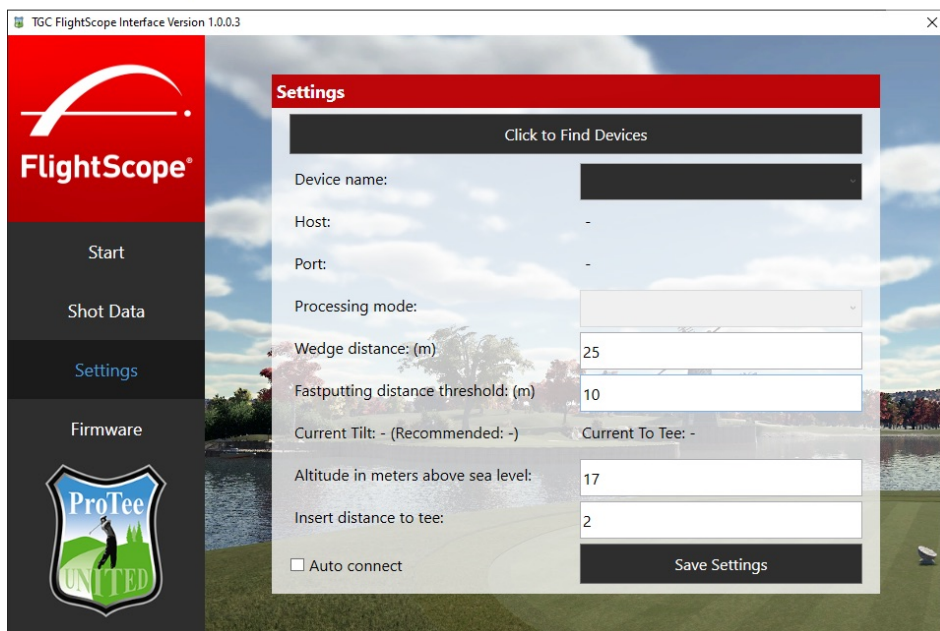 TGC FlightScope Interface Version 1.0.0.3
FlightScope®
Start
Shot Data
Settings
Firmware
ProTee
UNITED
Settings
Click to Find Devices
Device name:
Host: -
Port: -
Processing mode:
Wedge distance: (m) 25
Fastputting distance threshold: (m) 10
Current Tilt: - (Recommended: -) Current To Tee: -
Altitude in meters above sea level: 17
Insert distance to tee: 2
Auto connect Save Settings